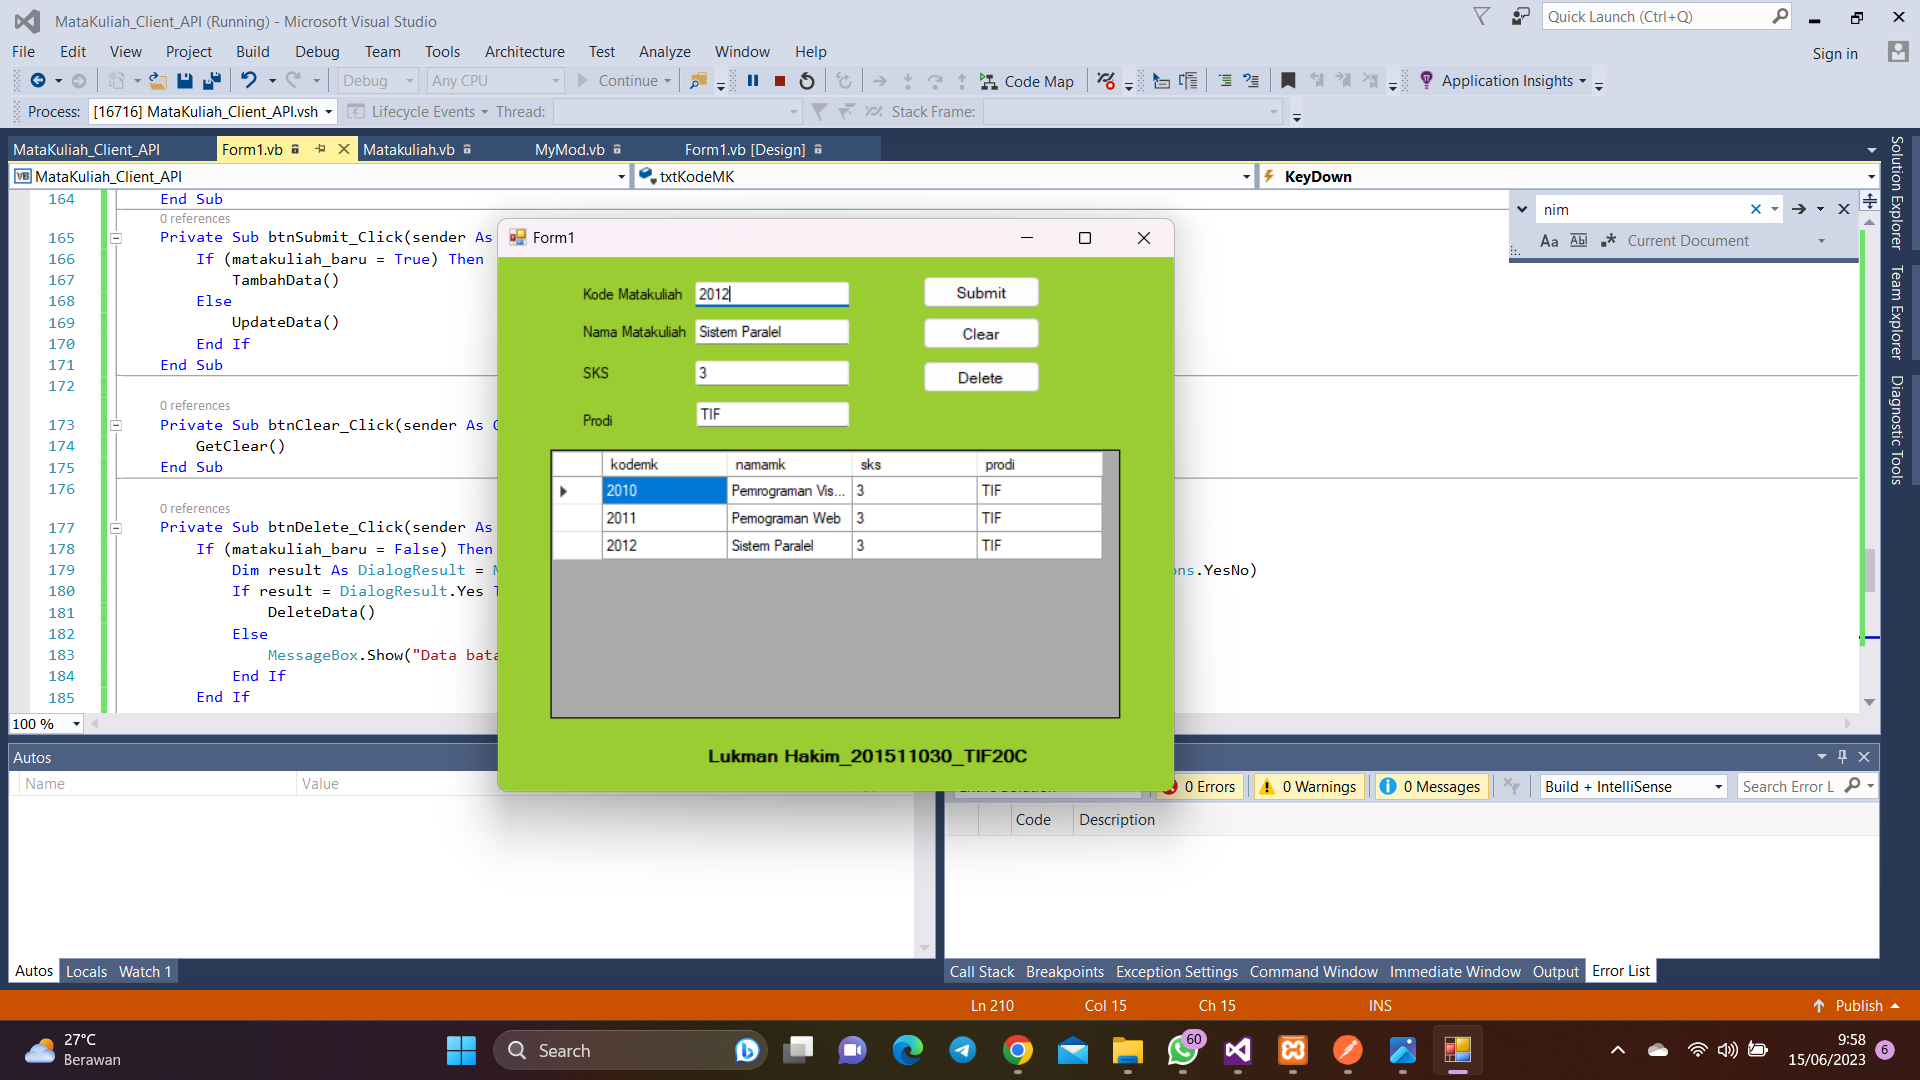 MataKuliah_Client_API (Running) - Microsoft Visual Studio
Quick Launch (Ctrl+Q)
File Edit View Project Build Debug Team Tools Architecture Test Analyze Window Help
Sign in
Debug Any CPU Continue Code Map Application Insights
Process: [16716] MataKuliah_Client_API.vsh Lifecycle Events Thread: Stack Frame:
MataKuliah_Client_API Form1.vb Matakuliah.vb MyMod.vb Form1.vb [Design]
VB MataKuliah_Client_API txtKodeMK KeyDown
nim
Aa Ab Current Document
Solution Explorer
Team Explorer
Diagnostic Tools
164 End Sub
0 references
165 Private Sub btnSubmit_Click(sender As
166 If (matakuliah_baru = True) Then
167 TambahData()
168 Else
169 UpdateData()
170 End If
171 End Sub
172
0 references
173 Private Sub btnClear_Click(sender As
174 GetClear()
175 End Sub
176
0 references
177 Private Sub btnDelete_Click(sender As
178 If (matakuliah_baru = False) Then
179 Dim result As DialogResult = ons.YesNo)
180 If result = DialogResult.Yes
181 DeleteData()
182 Else
183 MessageBox.Show("Data bata
184 End If
185 End If
100 %
Form1
Kode Matakuliah 2012 Submit
Nama Matakuliah Sistem Paralel Clear
SKS 3 Delete
Prodi TIF
kodemk namamk sks prodi
2010 Pemrograman Vis... 3 TIF
2011 Pemograman Web 3 TIF
2012 Sistem Paralel 3 TIF
Lukman Hakim_201511030_TIF20C
Autos
Name Value
0 Errors 0 Warnings 0 Messages Build + IntelliSense Search Error L
Code Description
Autos Locals Watch 1
Call Stack Breakpoints Exception Settings Command Window Immediate Window Output Error List
Ln 210 Col 15 Ch 15 INS Publish
27°C
Berawan
Search
60
9:58
15/06/2023
6